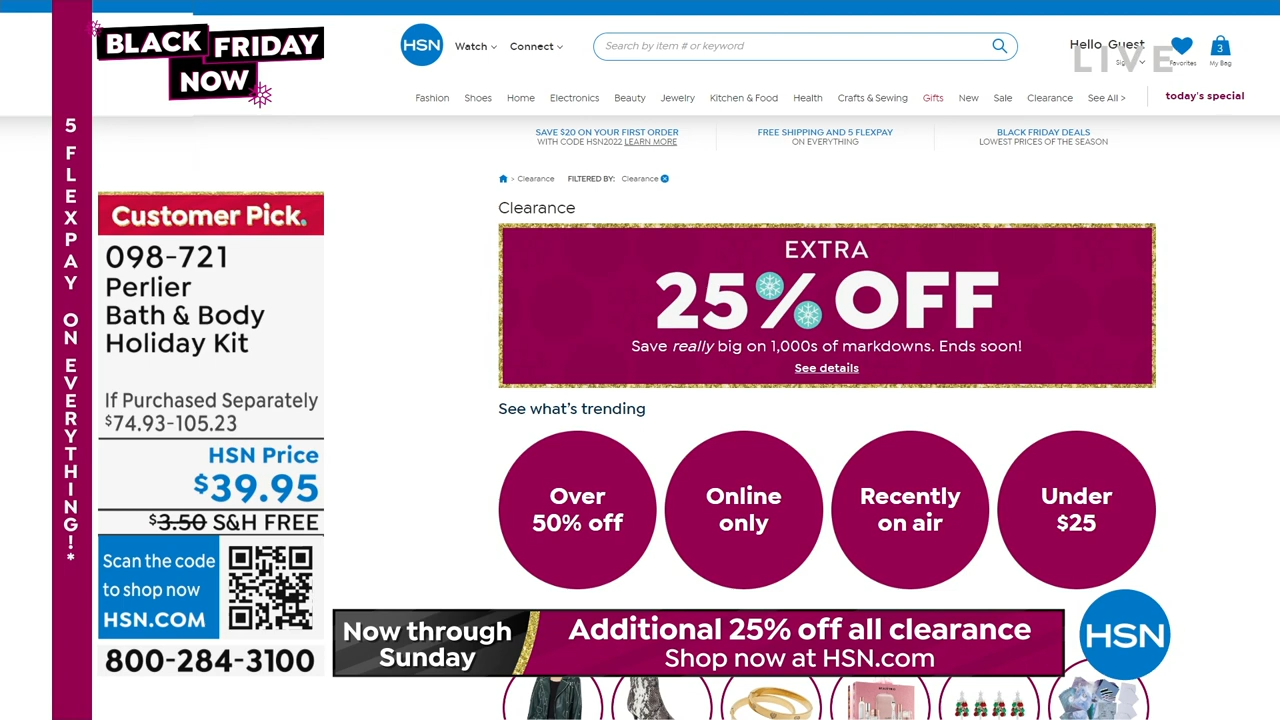 BLACK FRIDAY
NOW
5 FLEXPAY ON EVERYTHING!*
Customer Pick.
098-721
Perlier
Bath & Body
Holiday Kit
If Purchased Separately
$74.93-105.23
HSN Price
$39.95
$3.50 S&H FREE
Scan the code
to shop now
HSN.COM
800-284-3100
HSN
Watch
Connect
Search by item # or keyword
Hello, Guest
LIVE
Favorites
3
My Bag
Fashion Shoes Home Electronics Beauty Jewelry Kitchen & Food Health Crafts & Sewing Gifts New Sale Clearance See All > today's special
SAVE $20 ON YOUR FIRST ORDER
WITH CODE HSN2022 LEARN MORE
FREE SHIPPING AND 5 FLEXPAY
ON EVERYTHING
BLACK FRIDAY DEALS
LOWEST PRICES OF THE SEASON
> Clearance FILTERED BY: Clearance
Clearance
EXTRA
25% OFF
Save really big on 1,000s of markdowns. Ends soon!
See details
See what's trending
Over
50% off
Online
only
Recently
on air
Under
$25
Now through
Sunday
Additional 25% off all clearance
Shop now at HSN.com
HSN